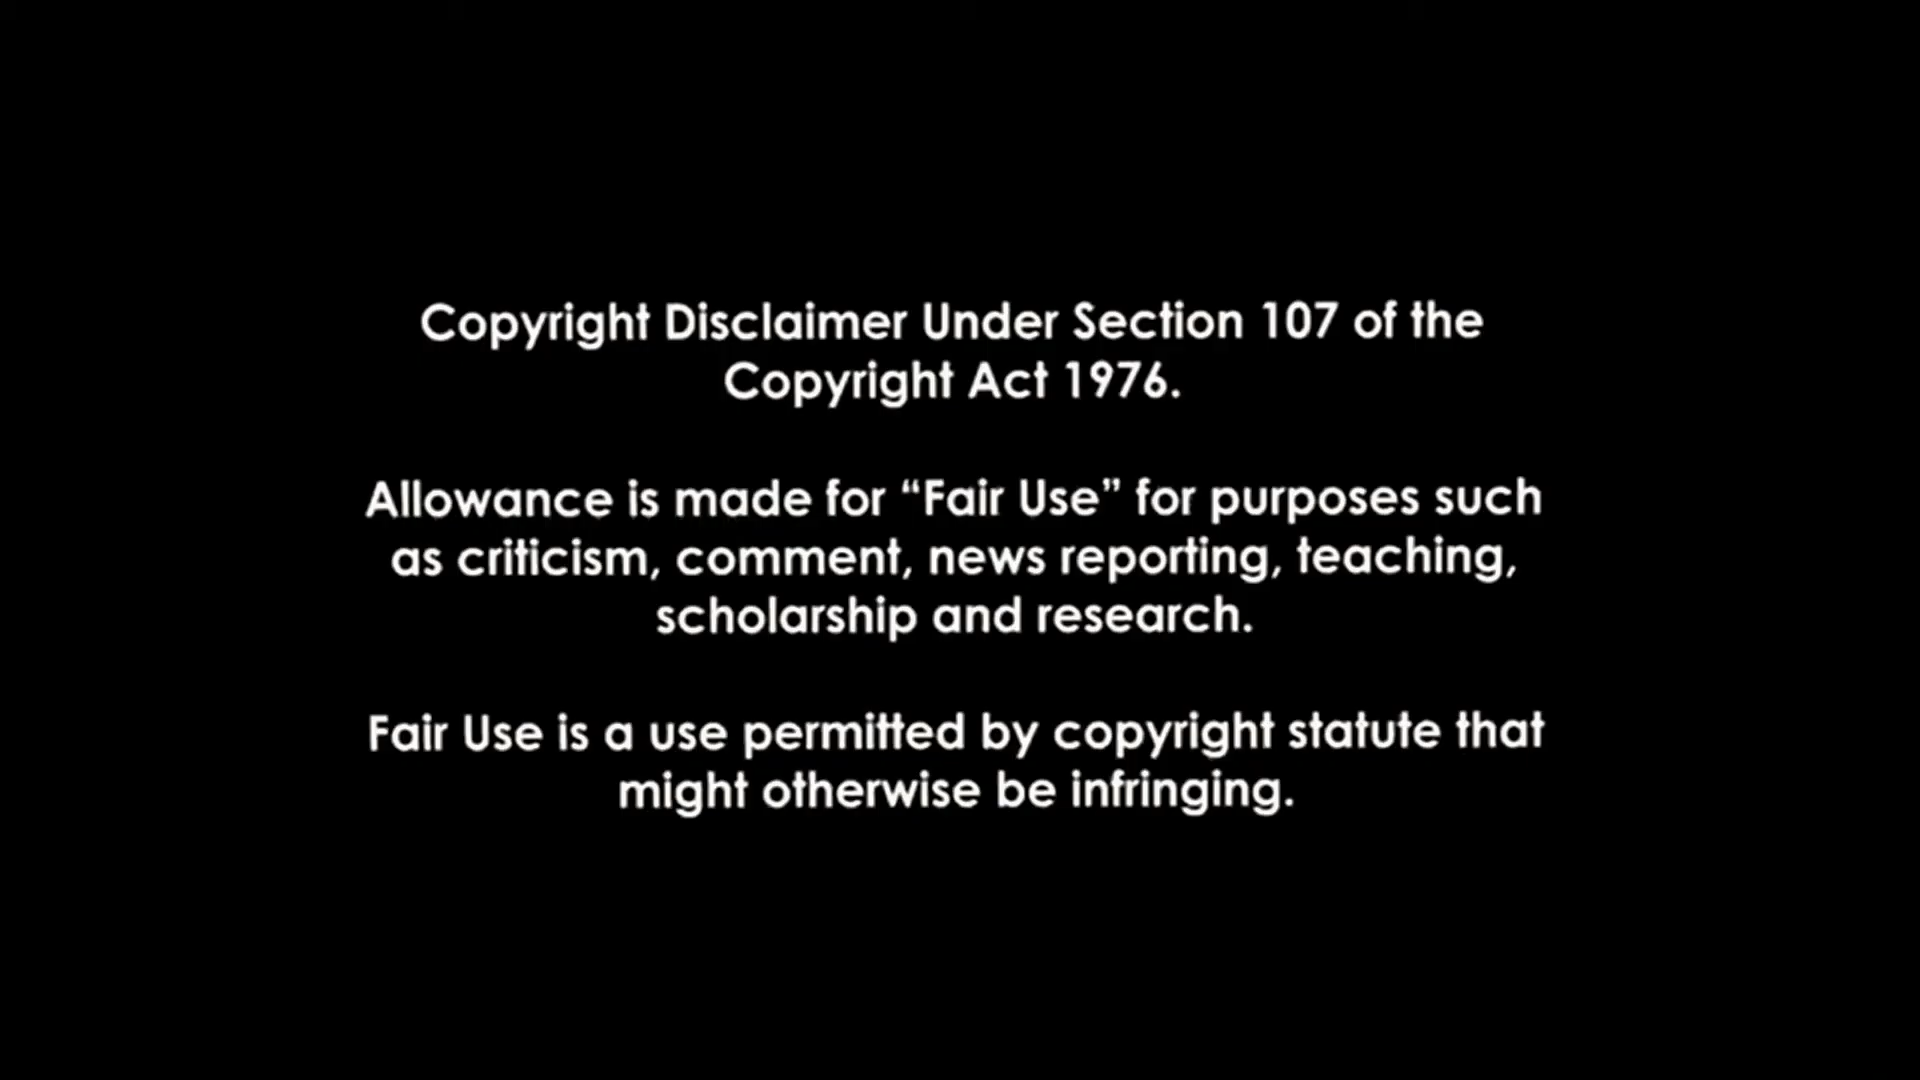 Copyright Disclaimer Under Section 107 of the
Copyright Act 1976.
Allowance is made for “Fair Use” for purposes such
as criticism, comment, news reporting, teaching,
scholarship and research.
Fair Use is a use permitted by copyright statute that
might otherwise be infringing.